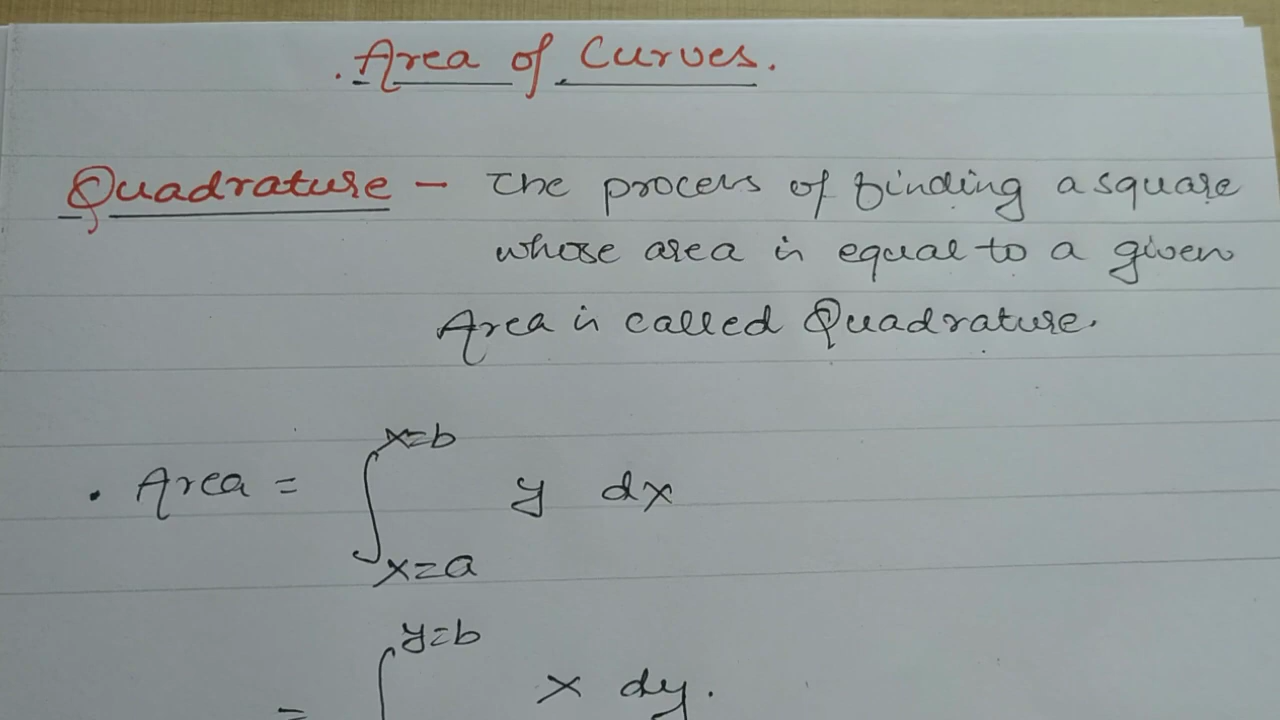 . Area of Curves.
Quadrature - The process of finding a square
whose area is equal to a given
Area is called Quadrature.
. Area = ∫_{x=a}^{x=b} y dx
= ∫^{y=b} x dy.